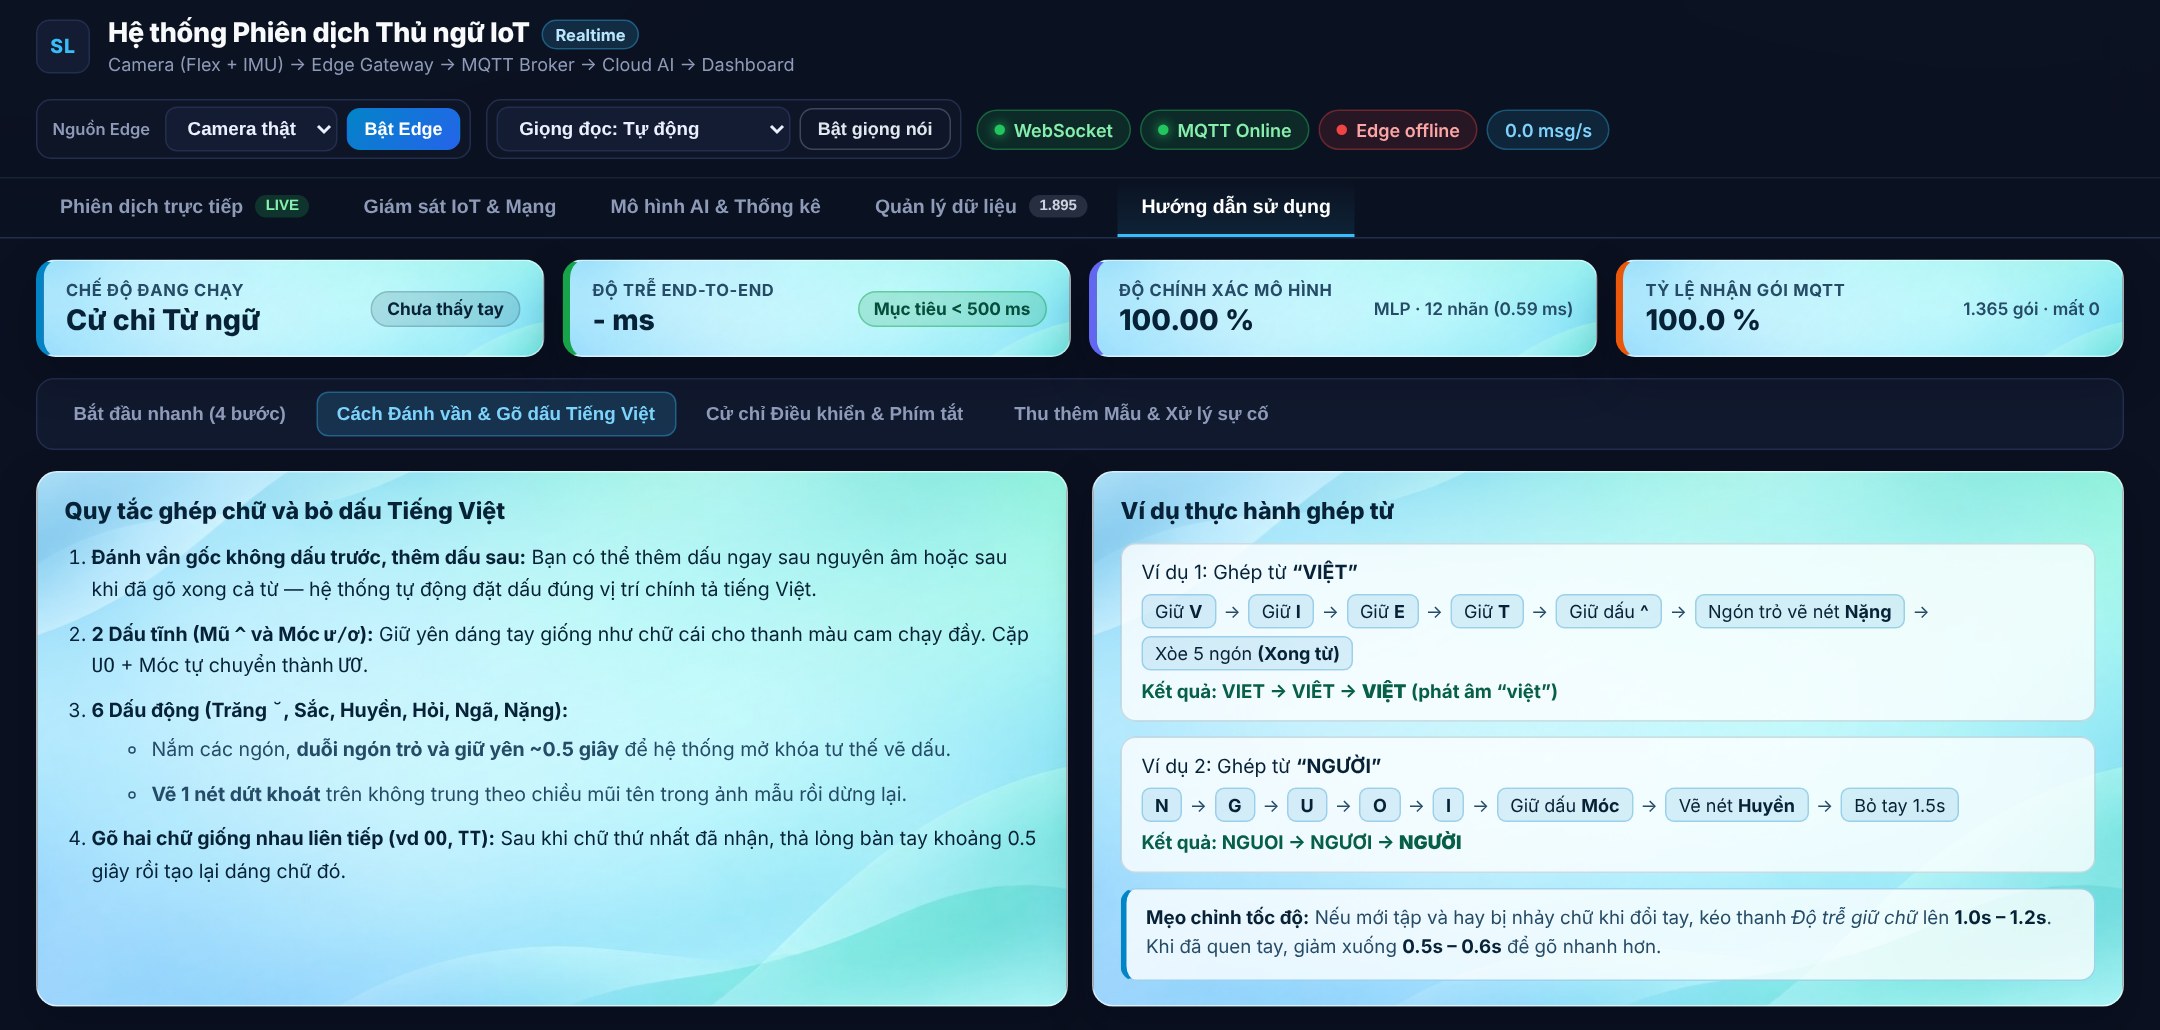 SL
Hệ thống Phiên dịch Thủ ngữ IoT Realtime
Camera (Flex + IMU) → Edge Gateway → MQTT Broker → Cloud AI → Dashboard
Nguồn Edge Camera thật Bật Edge Giọng đọc: Tự động Bật giọng nói WebSocket MQTT Online Edge offline 0.0 msg/s
Phiên dịch trực tiếp LIVE Giám sát IoT & Mạng Mô hình AI & Thống kê Quản lý dữ liệu 1.895 Hướng dẫn sử dụng
CHẾ ĐỘ ĐANG CHẠY
Cử chỉ Từ ngữ
Chưa thấy tay
ĐỘ TRỄ END-TO-END
- ms
Mục tiêu < 500 ms
ĐỘ CHÍNH XÁC MÔ HÌNH
100.00 %
MLP · 12 nhãn (0.59 ms)
TỶ LỆ NHẬN GÓI MQTT
100.0 %
1.365 gói · mất 0
Bắt đầu nhanh (4 bước) Cách Đánh vần & Gõ dấu Tiếng Việt Cử chỉ Điều khiển & Phím tắt Thu thêm Mẫu & Xử lý sự cố
Quy tắc ghép chữ và bỏ dấu Tiếng Việt
1. Đánh vần gốc không dấu trước, thêm dấu sau: Bạn có thể thêm dấu ngay sau nguyên âm hoặc sau
khi đã gõ xong cả từ — hệ thống tự động đặt dấu đúng vị trí chính tả tiếng Việt.
2. 2 Dấu tĩnh (Mũ ^ và Móc ư/ơ): Giữ yên dáng tay giống như chữ cái cho thanh màu cam chạy đầy. Cặp
UO + Móc tự chuyển thành ƯƠ.
3. 6 Dấu động (Trăng ˘, Sắc, Huyền, Hỏi, Ngã, Nặng):
Nắm các ngón, duỗi ngón trỏ và giữ yên ~0.5 giây để hệ thống mở khóa tư thế vẽ dấu.
Vẽ 1 nét dứt khoát trên không trung theo chiều mũi tên trong ảnh mẫu rồi dừng lại.
4. Gõ hai chữ giống nhau liên tiếp (vd OO, TT): Sau khi chữ thứ nhất đã nhận, thả lỏng bàn tay khoảng 0.5
giây rồi tạo lại dáng chữ đó.
Ví dụ thực hành ghép từ
Ví dụ 1: Ghép từ “VIỆT”
Giữ V → Giữ I → Giữ E → Giữ T → Giữ dấu ^ → Ngón trỏ vẽ nét Nặng →
Xòe 5 ngón (Xong từ)
Kết quả: VIET → VIÊT → VIỆT (phát âm “việt”)
Ví dụ 2: Ghép từ “NGƯỜI”
N → G → U → O → I → Giữ dấu Móc → Vẽ nét Huyền → Bỏ tay 1.5s
Kết quả: NGUOI → NGƯƠI → NGƯỜI
Mẹo chỉnh tốc độ: Nếu mới tập và hay bị nhảy chữ khi đổi tay, kéo thanh Độ trễ giữ chữ lên 1.0s – 1.2s.
Khi đã quen tay, giảm xuống 0.5s – 0.6s để gõ nhanh hơn.